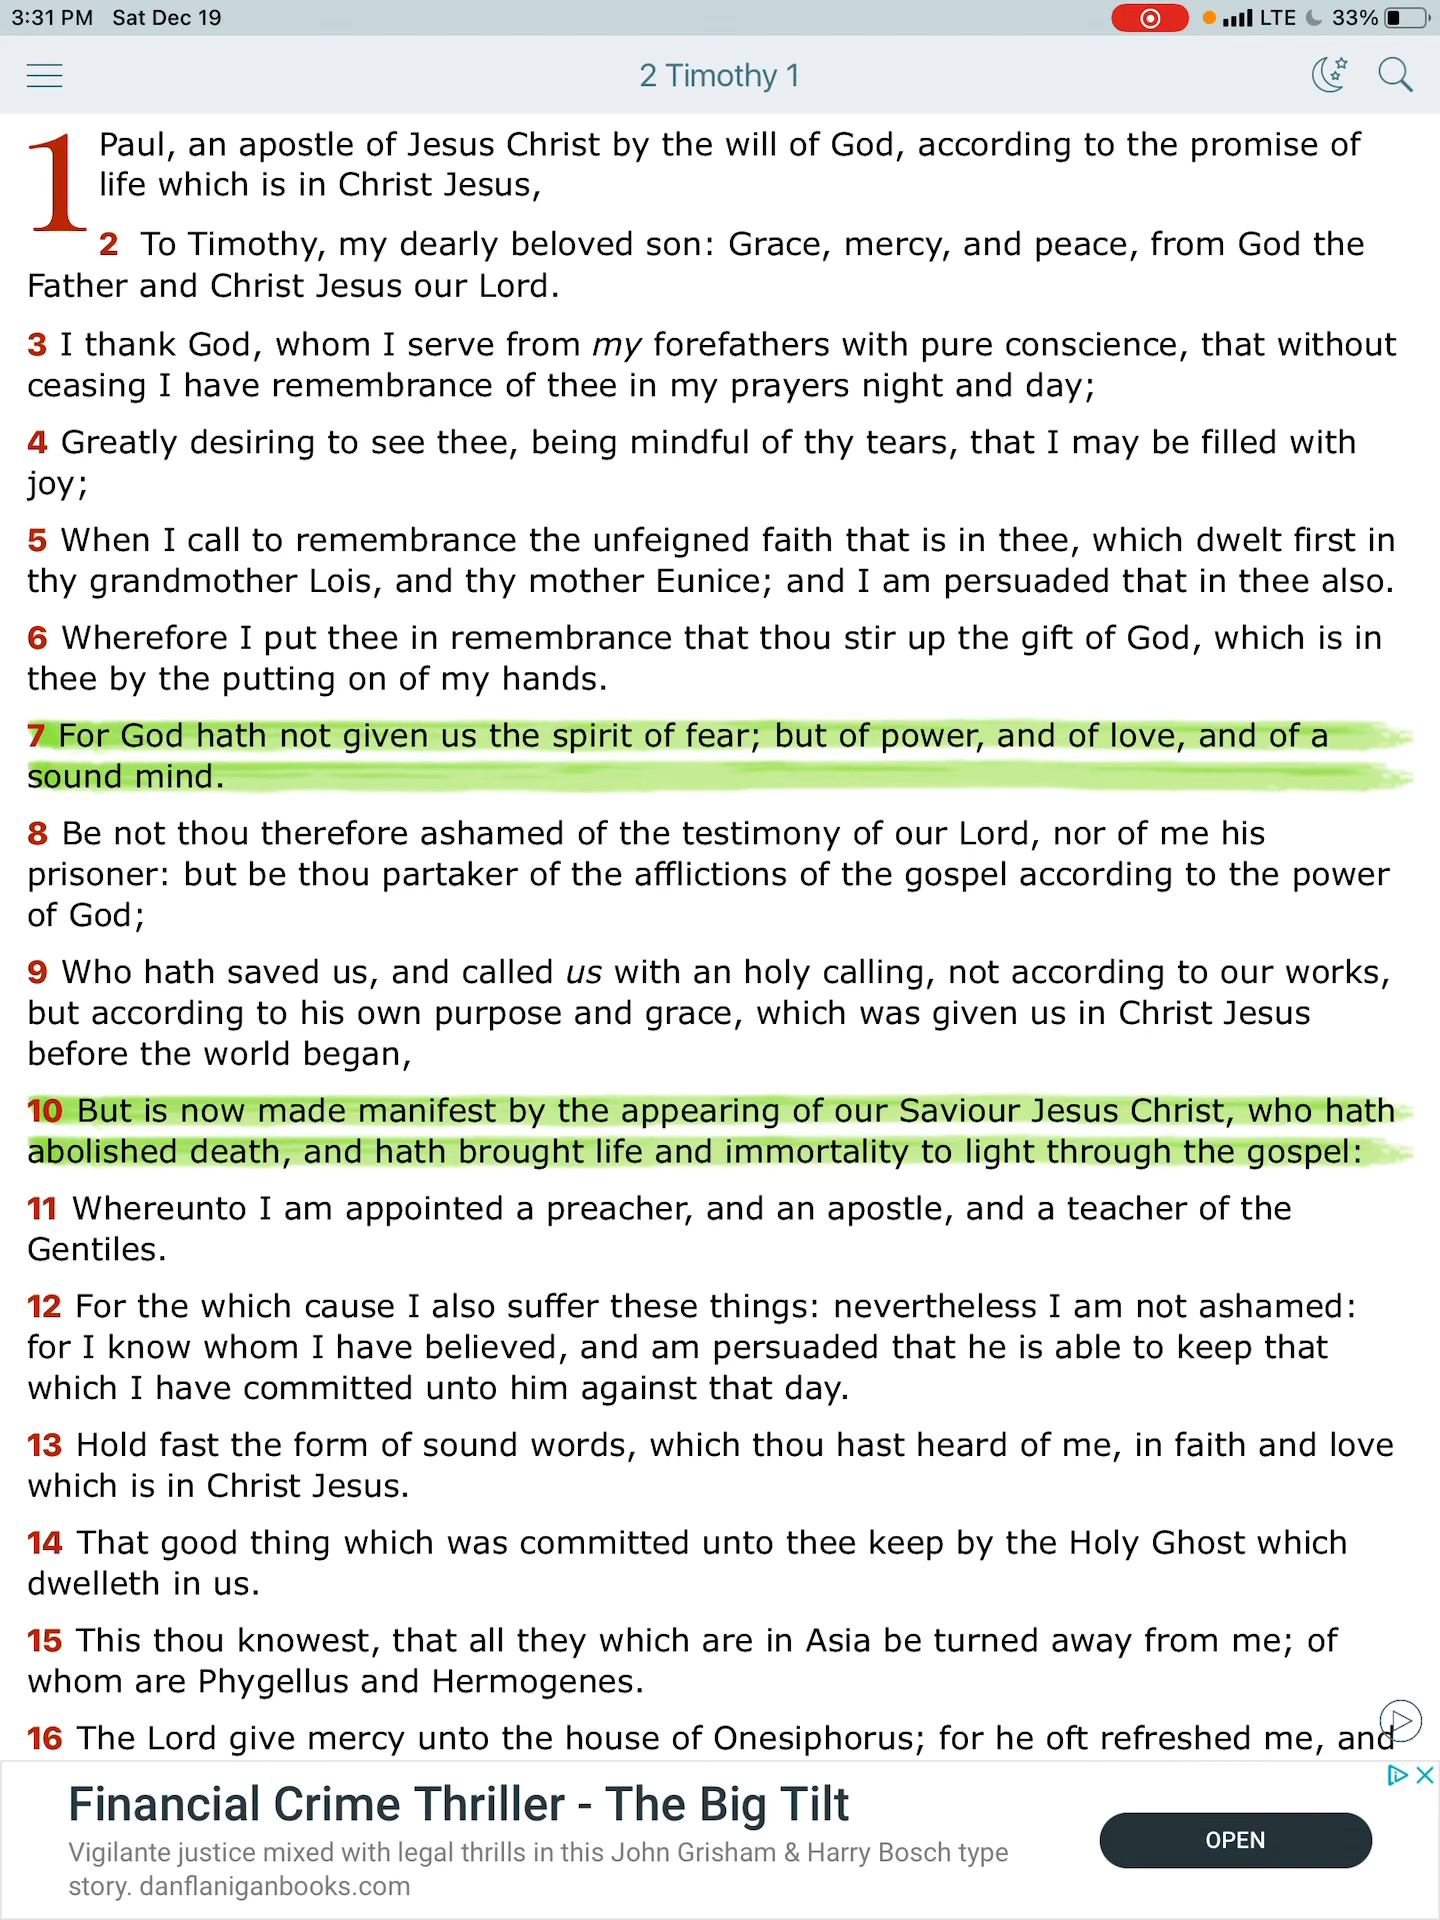 3:31 PM Sat Dec 19 LTE 33%
2 Timothy 1
1 Paul, an apostle of Jesus Christ by the will of God, according to the promise of
life which is in Christ Jesus,
2 To Timothy, my dearly beloved son: Grace, mercy, and peace, from God the
Father and Christ Jesus our Lord.
3 I thank God, whom I serve from my forefathers with pure conscience, that without
ceasing I have remembrance of thee in my prayers night and day;
4 Greatly desiring to see thee, being mindful of thy tears, that I may be filled with
joy;
5 When I call to remembrance the unfeigned faith that is in thee, which dwelt first in
thy grandmother Lois, and thy mother Eunice; and I am persuaded that in thee also.
6 Wherefore I put thee in remembrance that thou stir up the gift of God, which is in
thee by the putting on of my hands.
7 For God hath not given us the spirit of fear; but of power, and of love, and of a
sound mind.
8 Be not thou therefore ashamed of the testimony of our Lord, nor of me his
prisoner: but be thou partaker of the afflictions of the gospel according to the power
of God;
9 Who hath saved us, and called us with an holy calling, not according to our works,
but according to his own purpose and grace, which was given us in Christ Jesus
before the world began,
10 But is now made manifest by the appearing of our Saviour Jesus Christ, who hath
abolished death, and hath brought life and immortality to light through the gospel:
11 Whereunto I am appointed a preacher, and an apostle, and a teacher of the
Gentiles.
12 For the which cause I also suffer these things: nevertheless I am not ashamed:
for I know whom I have believed, and am persuaded that he is able to keep that
which I have committed unto him against that day.
13 Hold fast the form of sound words, which thou hast heard of me, in faith and love
which is in Christ Jesus.
14 That good thing which was committed unto thee keep by the Holy Ghost which
dwelleth in us.
15 This thou knowest, that all they which are in Asia be turned away from me; of
whom are Phygellus and Hermogenes.
16 The Lord give mercy unto the house of Onesiphorus; for he oft refreshed me, and
Financial Crime Thriller - The Big Tilt
Vigilante justice mixed with legal thrills in this John Grisham & Harry Bosch type
story. danflaniganbooks.com
OPEN